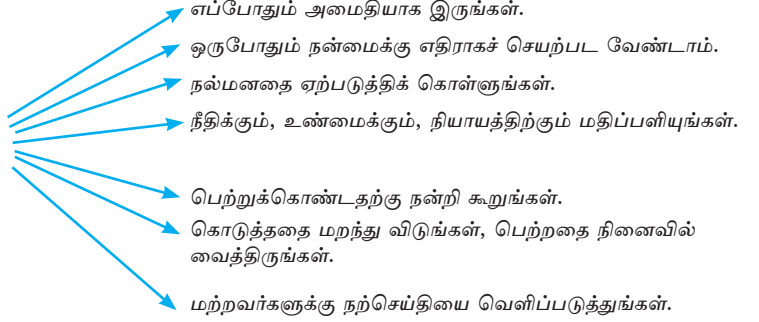 எப்போதும் அமைதியாக இருங்கள்.
ஒருபோதும் நன்மைக்கு எதிராகச் செயற்பட வேண்டாம்.
நல்மனதை ஏற்படுத்திக் கொள்ளுங்கள்.
நீதிக்கும், உண்மைக்கும், நியாயத்திற்கும் மதிப்பளியுங்கள்.
பெற்றுக்கொண்டதற்கு நன்றி கூறுங்கள்.
கொடுத்ததை மறந்து விடுங்கள், பெற்றதை நினைவில்
வைத்திருங்கள்.
மற்றவர்களுக்கு நற்செய்தியை வெளிப்படுத்துங்கள்.